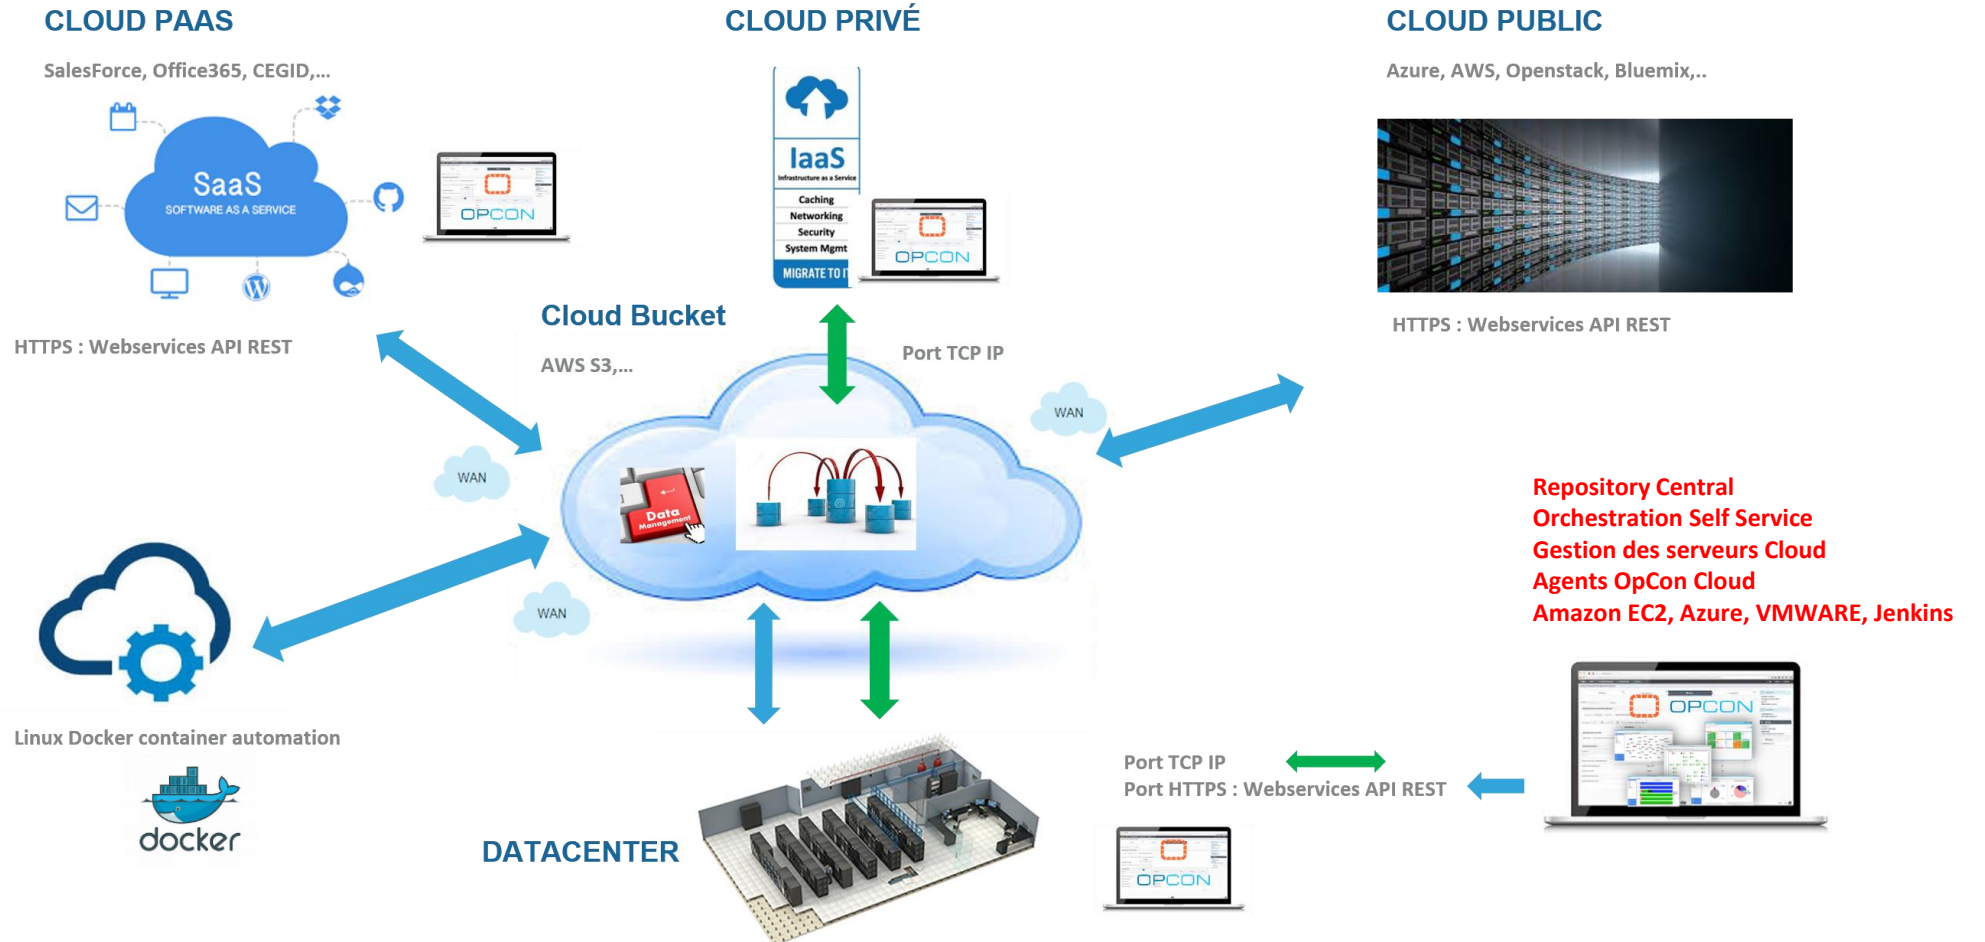 CLOUD PAAS
SalesForce, Office365, CEGID,...
SaaS
SOFTWARE AS A SERVICE
OPCON
HTTPS : Webservices API REST
CLOUD PRIVÉ
IaaS
Infrastructure as a Service
Caching
Networking
Security
System Mgmt
MIGRATE TO IT
OPCON
CLOUD PUBLIC
Azure, AWS, Openstack, Bluemix,..
HTTPS : Webservices API REST
Cloud Bucket
AWS S3,...
Port TCP IP
WAN
WAN
WAN
Data
Management
Repository Central
Orchestration Self Service
Gestion des serveurs Cloud
Agents OpCon Cloud
Amazon EC2, Azure, VMWARE, Jenkins
OPCON
Linux Docker container automation
docker
DATACENTER
Port TCP IP
Port HTTPS : Webservices API REST
OPCON